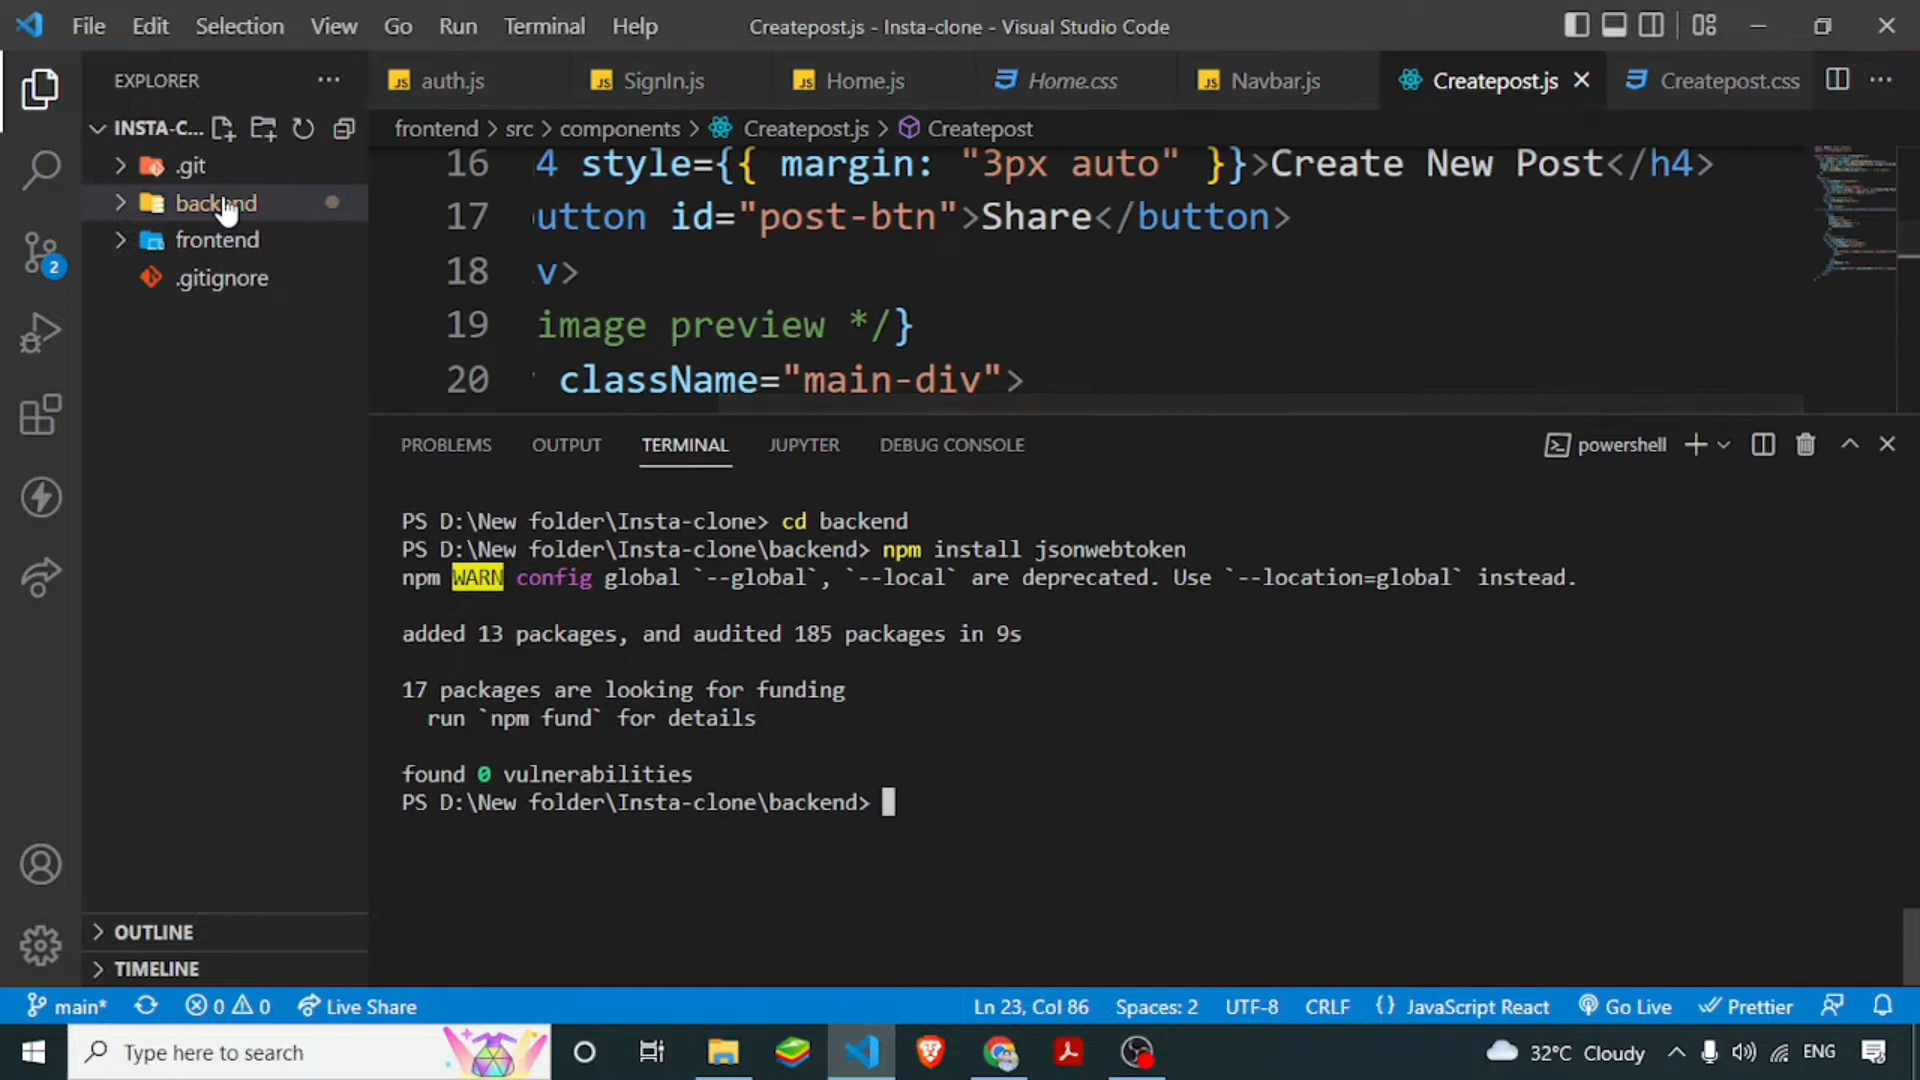 File Edit Selection View Go Run Terminal Help
Createpost.js - Insta-clone - Visual Studio Code
EXPLORER
INSTA-C...
.git
backend
frontend
.gitignore
OUTLINE
TIMELINE
JS auth.js
JS SignIn.js
JS Home.js
Home.css
JS Navbar.js
Createpost.js
Createpost.css
frontend > src > components > Createpost.js > Createpost
16 4 style={{ margin: "3px auto" }}>Create New Post</h4>
17 utton id="post-btn">Share</button>
18 v>
19 image preview */}
20 className="main-div">
PROBLEMS OUTPUT TERMINAL JUPYTER DEBUG CONSOLE
powershell
PS D:\New folder\Insta-clone> cd backend
PS D:\New folder\Insta-clone\backend> npm install jsonwebtoken
npm WARN config global `--global`, `--local` are deprecated. Use `--location=global` instead.
added 13 packages, and audited 185 packages in 9s
17 packages are looking for funding
run `npm fund` for details
found 0 vulnerabilities
PS D:\New folder\Insta-clone\backend>
2
main* 0 0 Live Share
Ln 23, Col 86 Spaces: 2 UTF-8 CRLF {} JavaScript React Go Live Prettier
Type here to search
32°C Cloudy
ENG